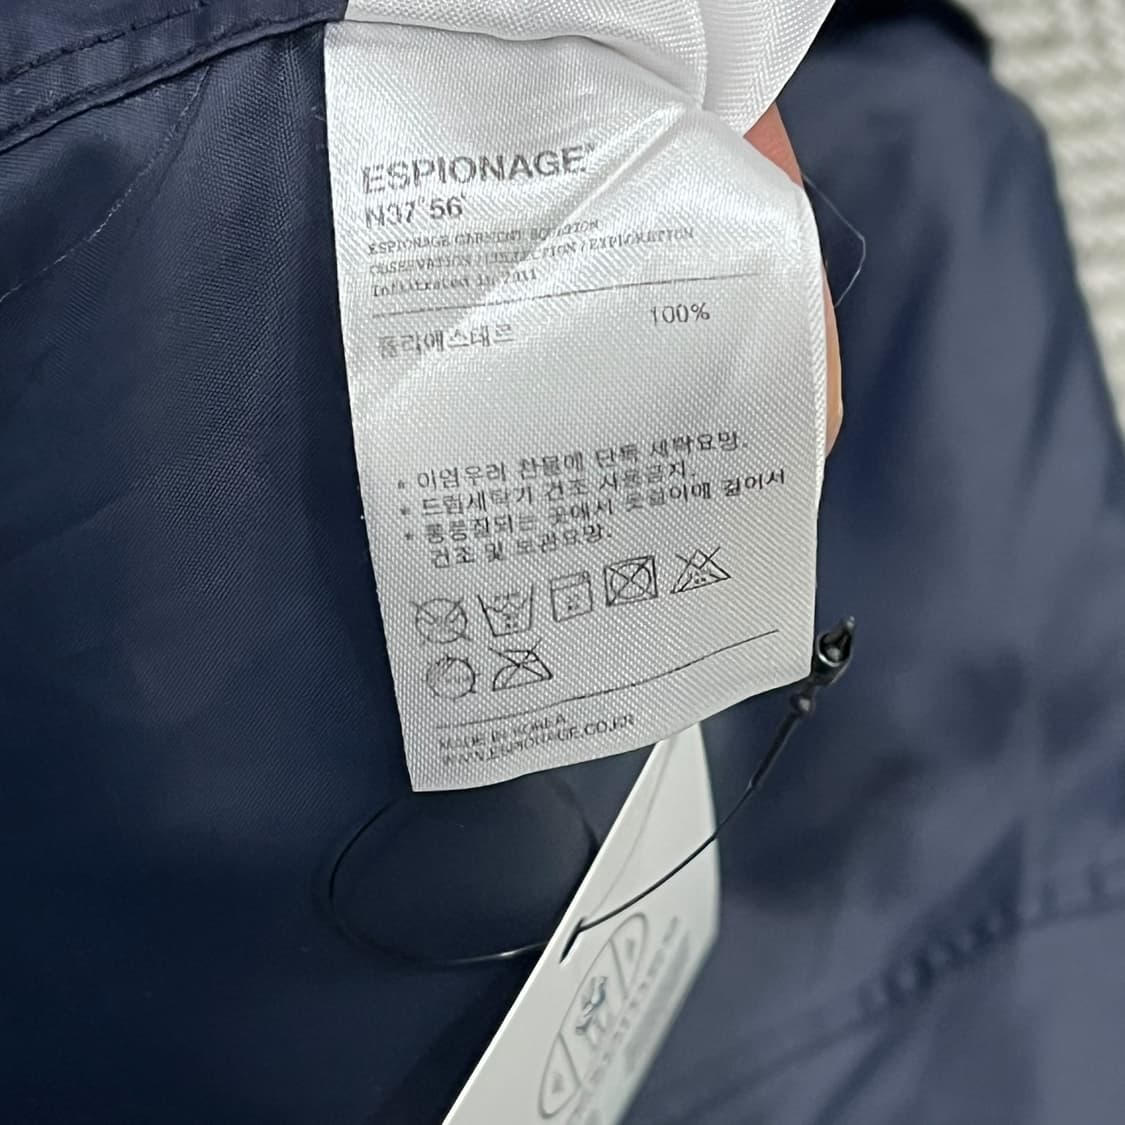 ESPIONAGE
N37°56'
ESPIONAGE GARMENT
OBSERVATION / INFILTRATION / EXPLORATION
Infiltrated in 2011
폴리에스테르 100%
* 이염우려 찬물에 단독 세탁요망.
* 드럼세탁기 건조 사용금지.
* 통풍잘되는 곳에서 옷걸이에 걸어서
건조 및 보관요망.
MADE IN KOREA
WWW.ESPIONAGE.CO.KR